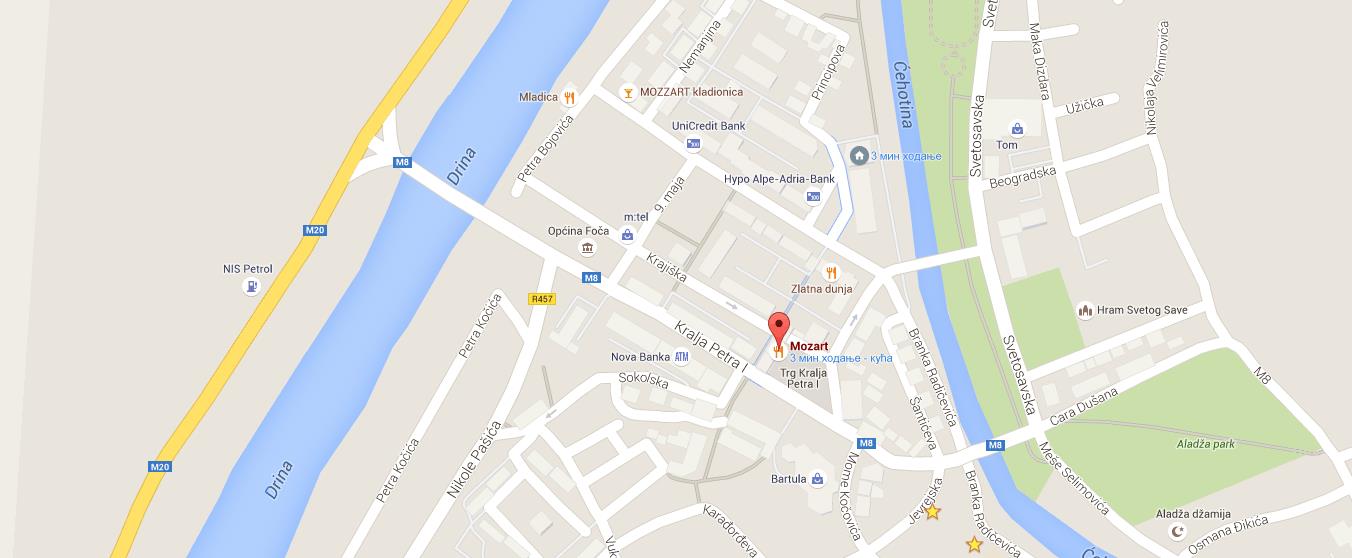 Svetosavska
Nemanjina
Principova
Maka Dizdara
Nikolaja Velimirovića
Ćehotina
Mladica
MOZZART kladionica
Užička
Svetosavska
Petra Bojovića
UniCredit Bank
Tom
M8
Drina
3 мин ходање
Hypo Alpe-Adria-Bank
Beogradska
9. maja
m:tel
M20
Općina Foča
Krajiška
NIS Petrol
M8
R457
Zlatna dunja
Petra Kočića
Hram Svetog Save
Kralja Petra I
Mozart
3 мин ходање - кућа
Trg Kralja
Petra I
Nova Banka
ATM
Sokolska
Branka Radičevića
Svetosavska
M8
Cara Dušana
Šantićeva
Aladža park
M8
M8
M20
Petra Kočića
Nikole Pašića
Drina
Bartula
Mome Kočovića
Jevrejska
Branka Radičevića
Meše Selimovića
Aladža džamija
Osmana Đikića
Karađorđeva
Vuk
Će